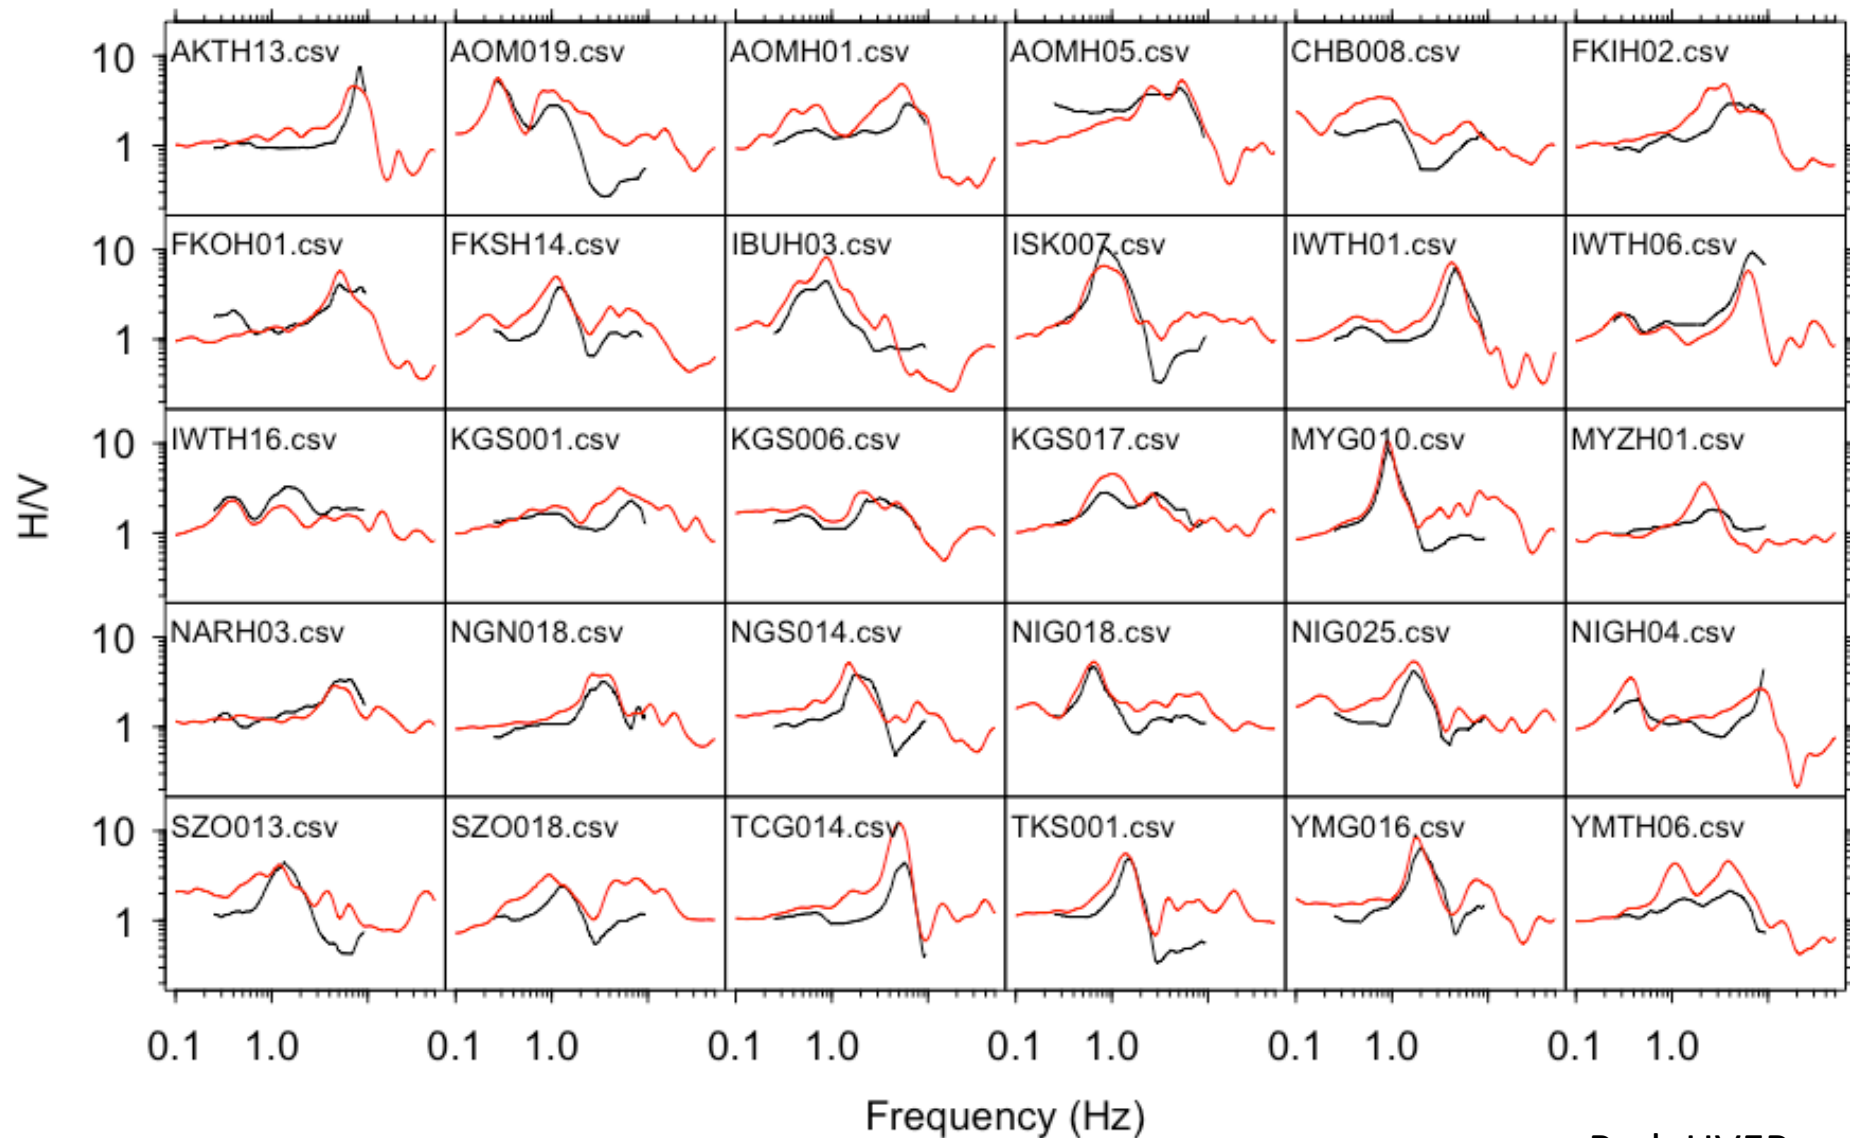 10 AKTH13.csv AOM019.csv AOMH01.csv AOMH05.csv CHB008.csv FKIH02.csv
1
10 FKOH01.csv FKSH14.csv IBUH03.csv ISK007.csv IWTH01.csv IWTH06.csv
1
10 IWTH16.csv KGS001.csv KGS006.csv KGS017.csv MYG010.csv MYZH01.csv
H/V
1
10 NARH03.csv NGN018.csv NGS014.csv NIG018.csv NIG025.csv NIGH04.csv
1
10 SZO013.csv SZO018.csv TCG014.csv TKS001.csv YMG016.csv YMTH06.csv
1
0.1 1.0 0.1 1.0 0.1 1.0 0.1 1.0 0.1 1.0 0.1 1.0
Frequency (Hz)